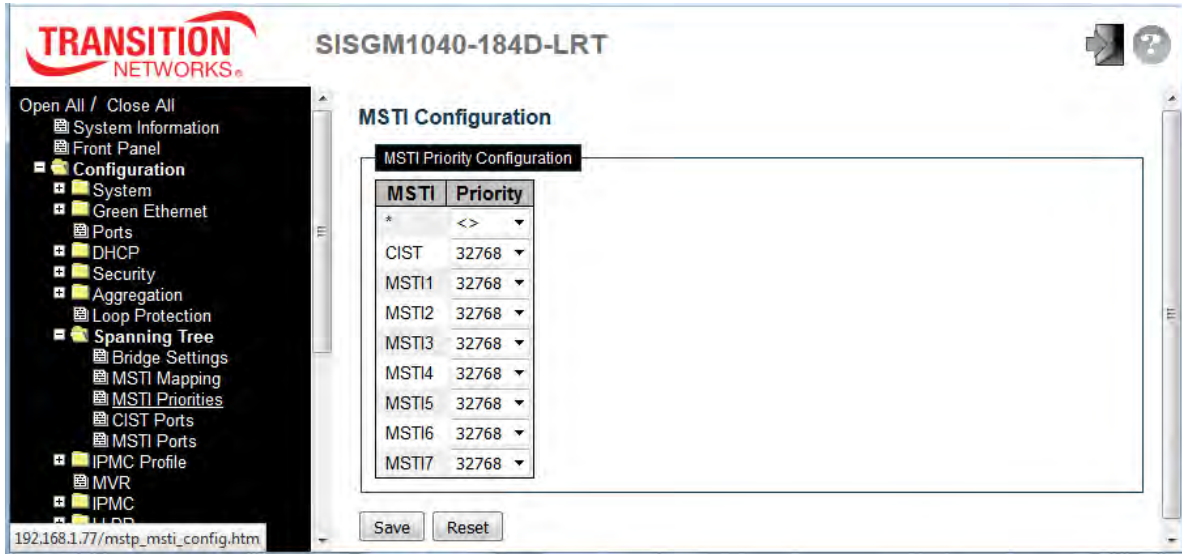 TRANSITION
NETWORKS®
SISGM1040-184D-LRT
?
Open All / Close All
System Information
Front Panel
Configuration
System
Green Ethernet
Ports
DHCP
Security
Aggregation
Loop Protection
Spanning Tree
Bridge Settings
MSTI Mapping
MSTI Priorities
CIST Ports
MSTI Ports
IPMC Profile
MVR
IPMC
192.168.1.77/mstp_msti_config.htm
MSTI Configuration
MSTI Priority Configuration
MSTI Priority
* <>
CIST 32768
MSTI1 32768
MSTI2 32768
MSTI3 32768
MSTI4 32768
MSTI5 32768
MSTI6 32768
MSTI7 32768
Save Reset